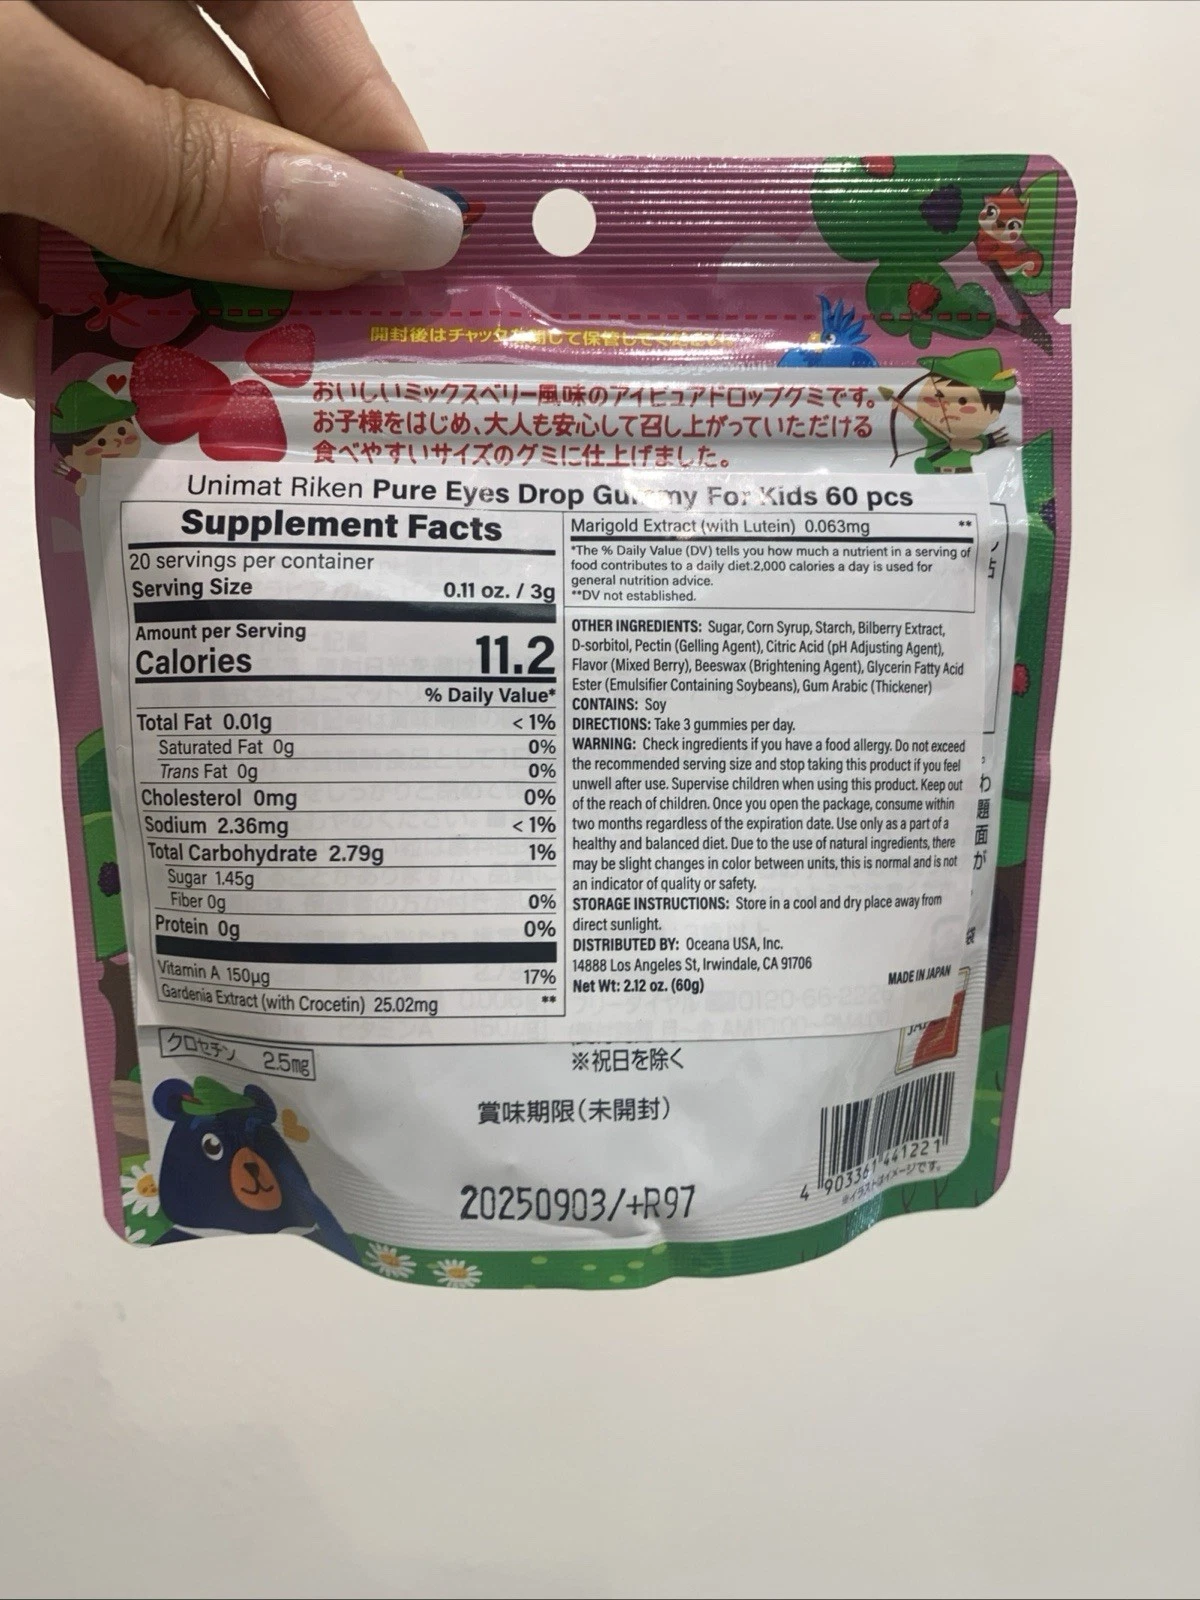 開封後はチャックを閉じて保管してください。
おいしいミックスベリー風味のアイピュアドロップグミです。
お子様をはじめ、大人も安心して召し上がっていただける
食べやすいサイズのグミに仕上げました。
Unimat Riken Pure Eyes Drop Gummy For Kids 60 pcs
Supplement Facts
20 servings per container
Serving Size 0.11 oz. / 3g
Amount per Serving
Calories 11.2
% Daily Value*
Total Fat 0.01g < 1%
Saturated Fat 0g 0%
Trans Fat 0g 0%
Cholesterol 0mg 0%
Sodium 2.36mg < 1%
Total Carbohydrate 2.79g 1%
Sugar 1.45g
Fiber 0g 0%
Protein 0g 0%
Vitamin A 150µg 17%
Gardenia Extract (with Crocetin) 25.02mg **
Marigold Extract (with Lutein) 0.063mg **
*The % Daily Value (DV) tells you how much a nutrient in a serving of
food contributes to a daily diet.2,000 calories a day is used for
general nutrition advice.
**DV not established.
OTHER INGREDIENTS: Sugar, Corn Syrup, Starch, Bilberry Extract,
D-sorbitol, Pectin (Gelling Agent), Citric Acid (pH Adjusting Agent),
Flavor (Mixed Berry), Beeswax (Brightening Agent), Glycerin Fatty Acid
Ester (Emulsifier Containing Soybeans), Gum Arabic (Thickener)
CONTAINS: Soy
DIRECTIONS: Take 3 gummies per day.
WARNING: Check ingredients if you have a food allergy. Do not exceed
the recommended serving size and stop taking this product if you feel
unwell after use. Supervise children when using this product. Keep out
of the reach of children. Once you open the package, consume within
two months regardless of the expiration date. Use only as a part of a
healthy and balanced diet. Due to the use of natural ingredients, there
may be slight changes in color between units, this is normal and is not
an indicator of quality or safety.
STORAGE INSTRUCTIONS: Store in a cool and dry place away from
direct sunlight.
DISTRIBUTED BY: Oceana USA, Inc.
14888 Los Angeles St, Irwindale, CA 91706
Net Wt: 2.12 oz. (60g)
MADE IN JAPAN
クロセチン 2.5mg
※祝日を除く
賞味期限(未開封)
20250903/+R97
4 903361 441221
※イラストはイメージです。